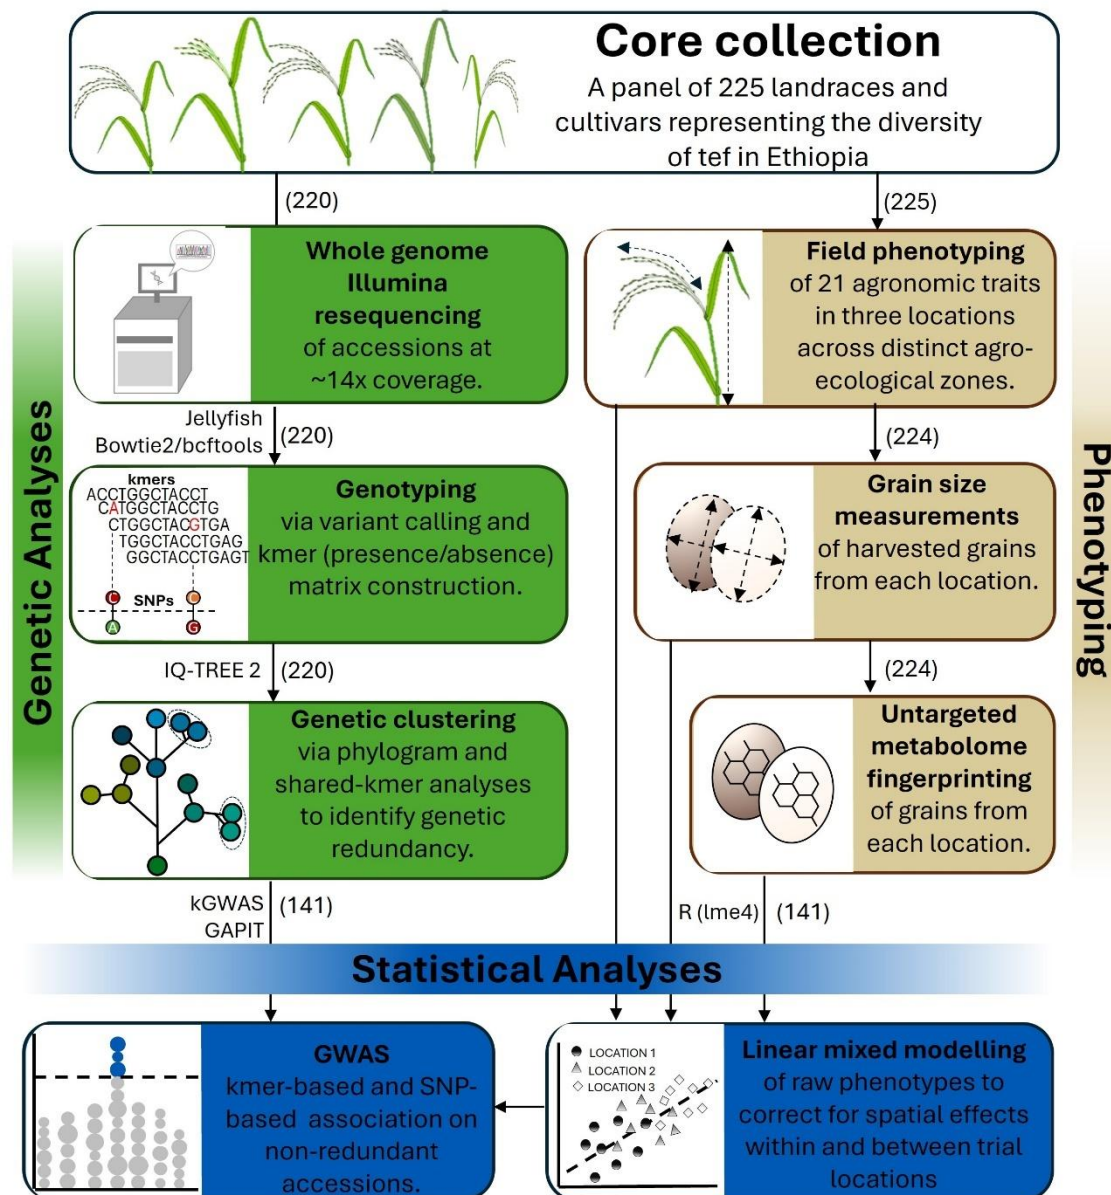 Core collection
A panel of 225 landraces and
cultivars representing the diversity
of tef in Ethiopia
(220)
(225)
Genetic Analyses
Phenotyping
Whole genome
Illumina
resequencing
of accessions at
~14x coverage.
Field phenotyping
of 21 agronomic traits
in three locations
across distinct agro-
ecological zones.
Jellyfish
Bowtie2/bcftools
(220)
(224)
kmers
ACCTGGCTACCT
CATGGCTACCTG
CTGGCTACGTGA
TGGCTACCTGAG
GGCTACCTGAGT
C
C
SNPs
A
G
Genotyping
via variant calling and
kmer (presence/absence)
matrix construction.
Grain size
measurements
of harvested grains
from each location.
IQ-TREE 2
(220)
(224)
Genetic clustering
via phylogram and
shared-kmer analyses
to identify genetic
redundancy.
Untargeted
metabolome
fingerprinting
of grains from
each location.
kGWAS
GAPIT
(141)
R (lme4)
(141)
Statistical Analyses
GWAS
kmer-based and SNP-
based association on
non-redundant
accessions.
LOCATION 1
LOCATION 2
LOCATION 3
Linear mixed modelling
of raw phenotypes to
correct for spatial effects
within and between trial
locations